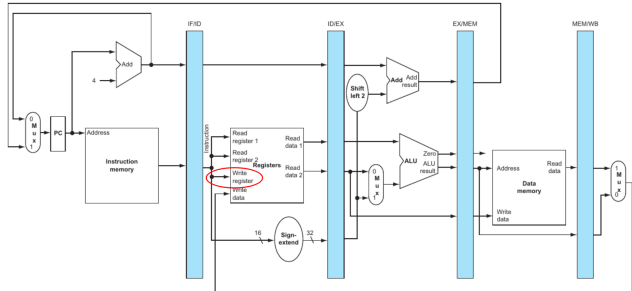 IF/ID
ID/EX
EX/MEM
MEM/WB
Add
4
Shift
left 2
Add
Add
result
0
M
u
x
1
PC
Address
Instruction
memory
Instruction
Read
register 1
Read
register 2
Registers
Write
register
Write
data
Read
data 1
Read
data 2
0
M
u
x
1
Zero
ALU
ALU
result
Address
Read
data
Data
memory
Write
data
1
M
u
x
0
16
Sign-
extend
32